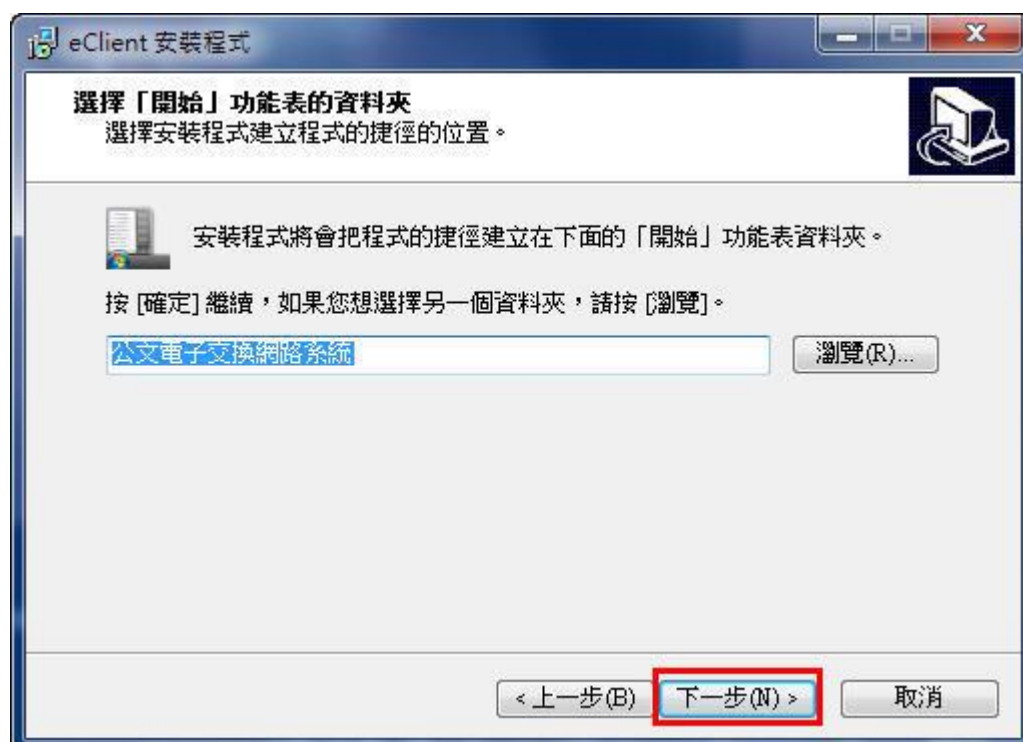 eClient 安裝程式
選擇「開始」功能表的資料夾
選擇安裝程式建立程式的捷徑的位置。
安裝程式將會把程式的捷徑建立在下面的「開始」功能表資料夾。
按 [確定] 繼續，如果您想選擇另一個資料夾，請按 [瀏覽]。
公文電子交換網路系統
瀏覽(R)...
< 上一步(B)
下一步(N) >
取消